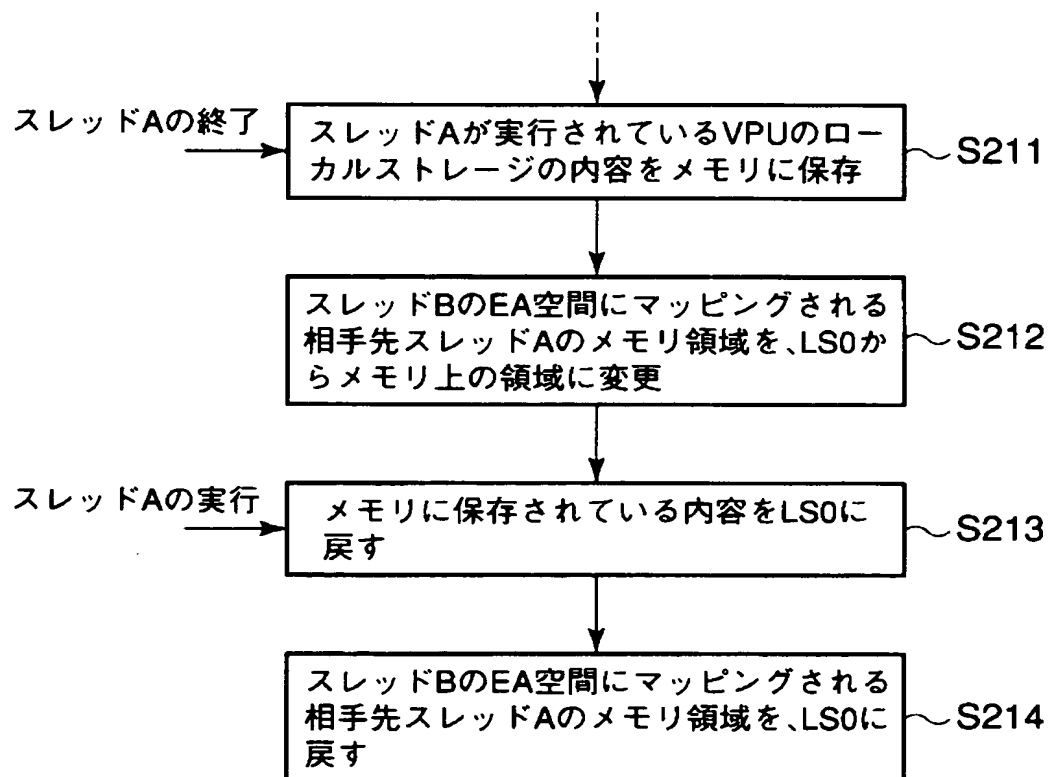 スレッドAの終了
スレッドAが実行されているVPUのロー
カルストレージの内容をメモリに保存
S211
スレッドBのEA空間にマッピングされる
相手先スレッドAのメモリ領域を、LS0か
らメモリ上の領域に変更
S212
スレッドAの実行
メモリに保存されている内容をLS0に
戻す
S213
スレッドBのEA空間にマッピングされる
相手先スレッドAのメモリ領域を、LS0に
戻す
S214